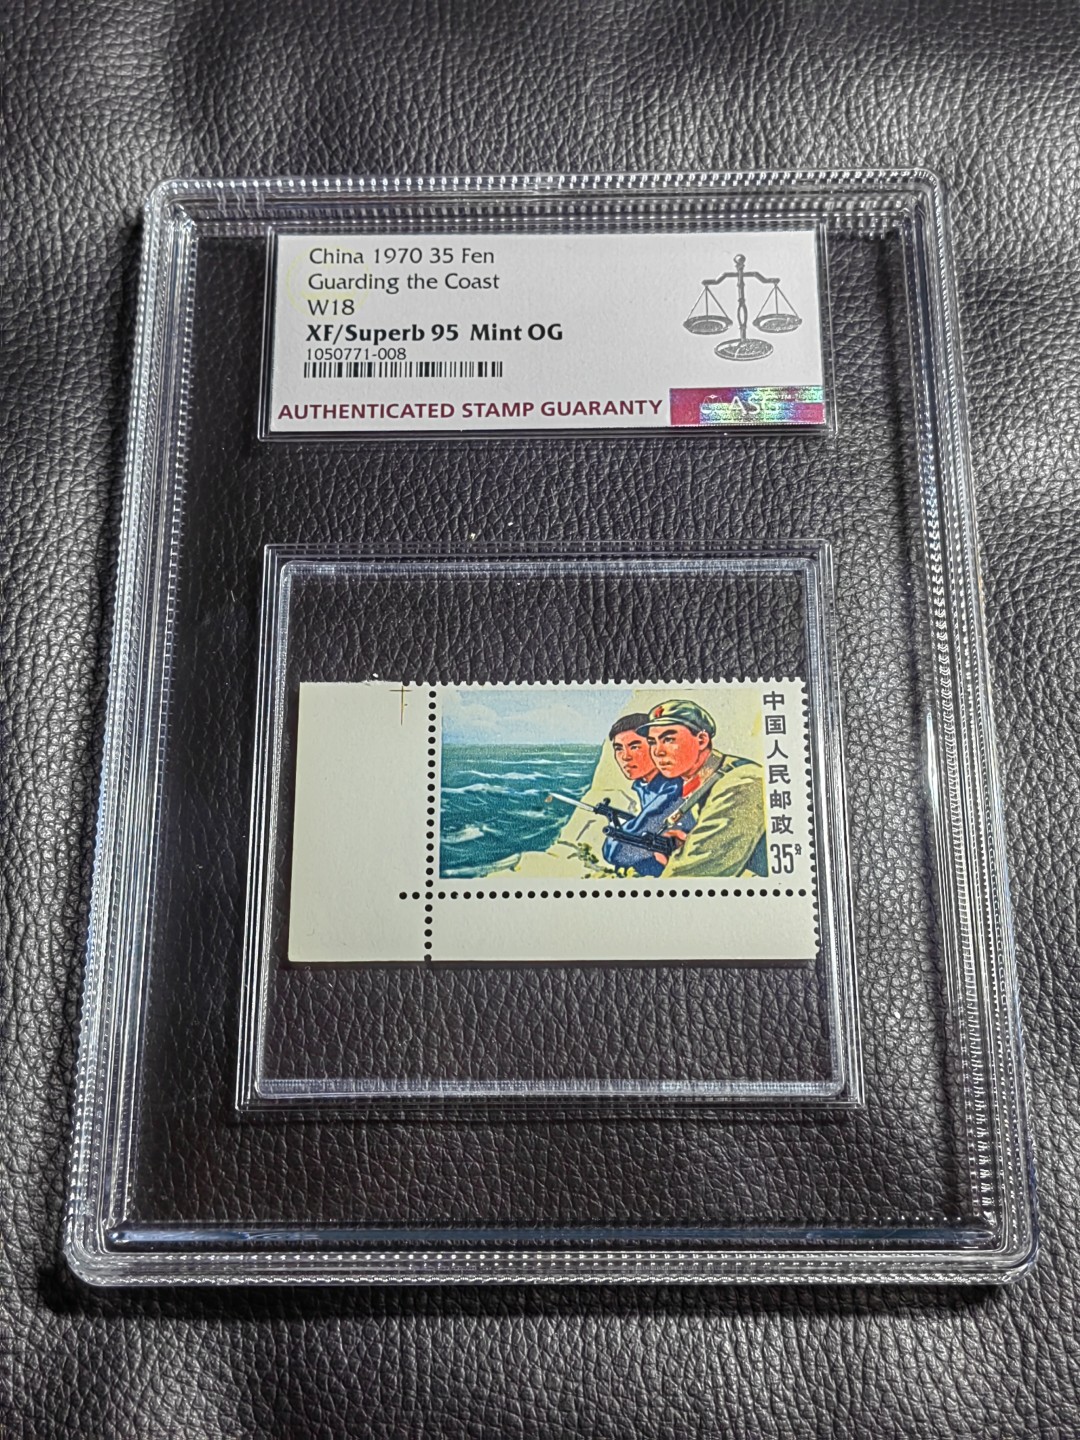 China 1970 35 Fen
Guarding the Coast
W18
XF/Superb 95 Mint OG
1050771-008
AUTHENTICATED STAMP GUARANTY
中国人民邮政
35分